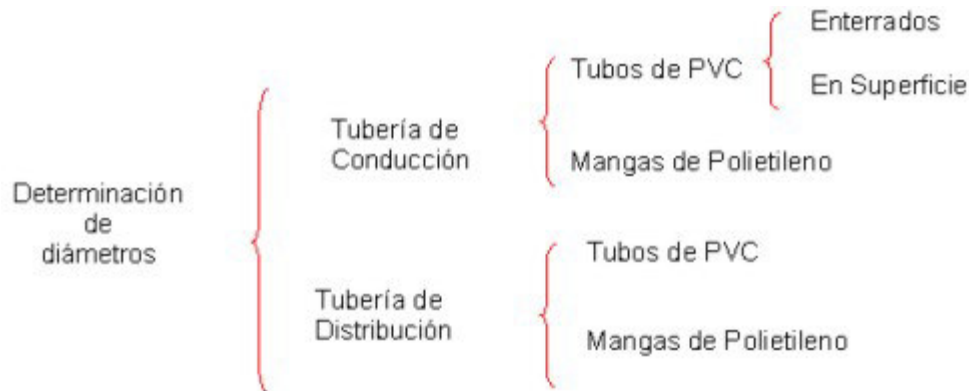 Determinación
de
diámetros
Tubería de
Conducción
Tubos de PVC
Enterrados
En Superficie
Mangas de Polietileno
Tubería de
Distribución
Tubos de PVC
Mangas de Polietileno